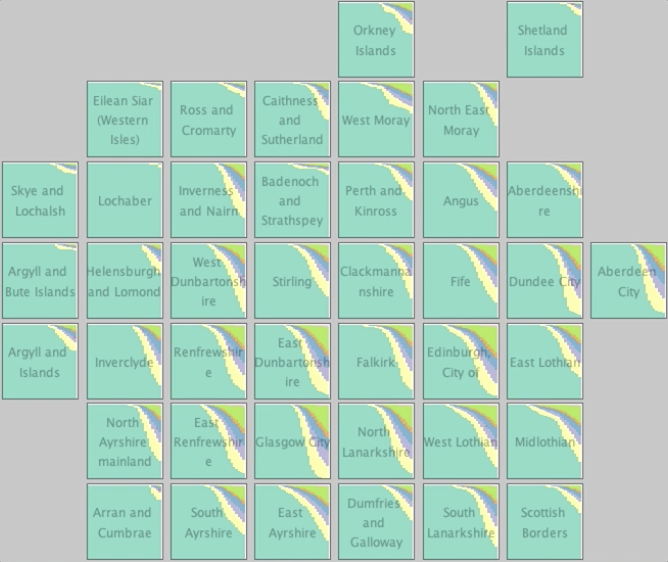 Orkney
Islands
Shetland
Islands
Eilean Siar
(Western
Isles)
Ross and
Cromarty
Caithness
and
Sutherland
West Moray
North East
Moray
Skye and
Lochalsh
Lochaber
Inverness
and Nairn
Badenoch
and
Strathspey
Perth and
Kinross
Angus
Aberdeenshi
re
Argyll and
Bute Islands
Helensburgh
and Lomond
West
Dunbartonsh
ire
Stirling
Clackmanna
nshire
Fife
Dundee City
Aberdeen
City
Argyll and
Islands
Inverclyde
Renfrewshir
e
East
Dunbartonsh
ire
Falkirk
Edinburgh,
City of
East Lothian
North
Ayrshire
mainland
East
Renfrewshir
e
Glasgow City
North
Lanarkshire
West Lothian
Midlothian
Arran and
Cumbrae
South
Ayrshire
East
Ayrshire
Dumfries
and
Galloway
South
Lanarkshire
Scottish
Borders